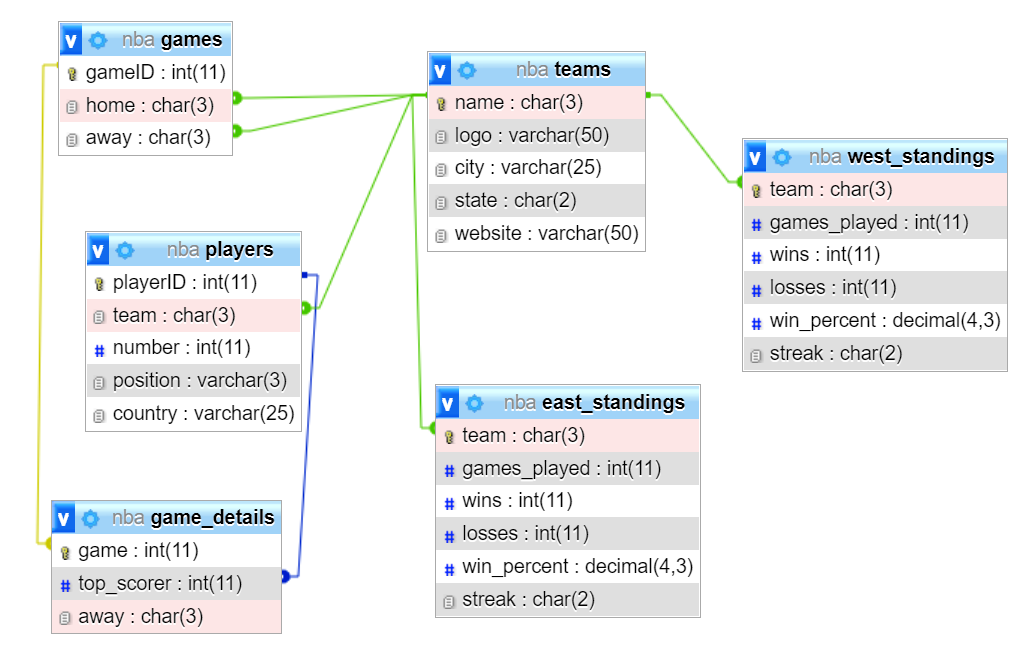 v nba games
gameID : int(11)
home : char(3)
away : char(3)
v nba teams
name : char(3)
logo : varchar(50)
city : varchar(25)
state : char(2)
website : varchar(50)
v nba west_standings
team : char(3)
# games_played : int(11)
# wins : int(11)
# losses : int(11)
# win_percent : decimal(4,3)
streak : char(2)
v nba players
playerID : int(11)
team : char(3)
# number : int(11)
position : varchar(3)
country : varchar(25)
v nba east_standings
team : char(3)
# games_played : int(11)
# wins : int(11)
# losses : int(11)
# win_percent : decimal(4,3)
streak : char(2)
v nba game_details
game : int(11)
# top_scorer : int(11)
away : char(3)